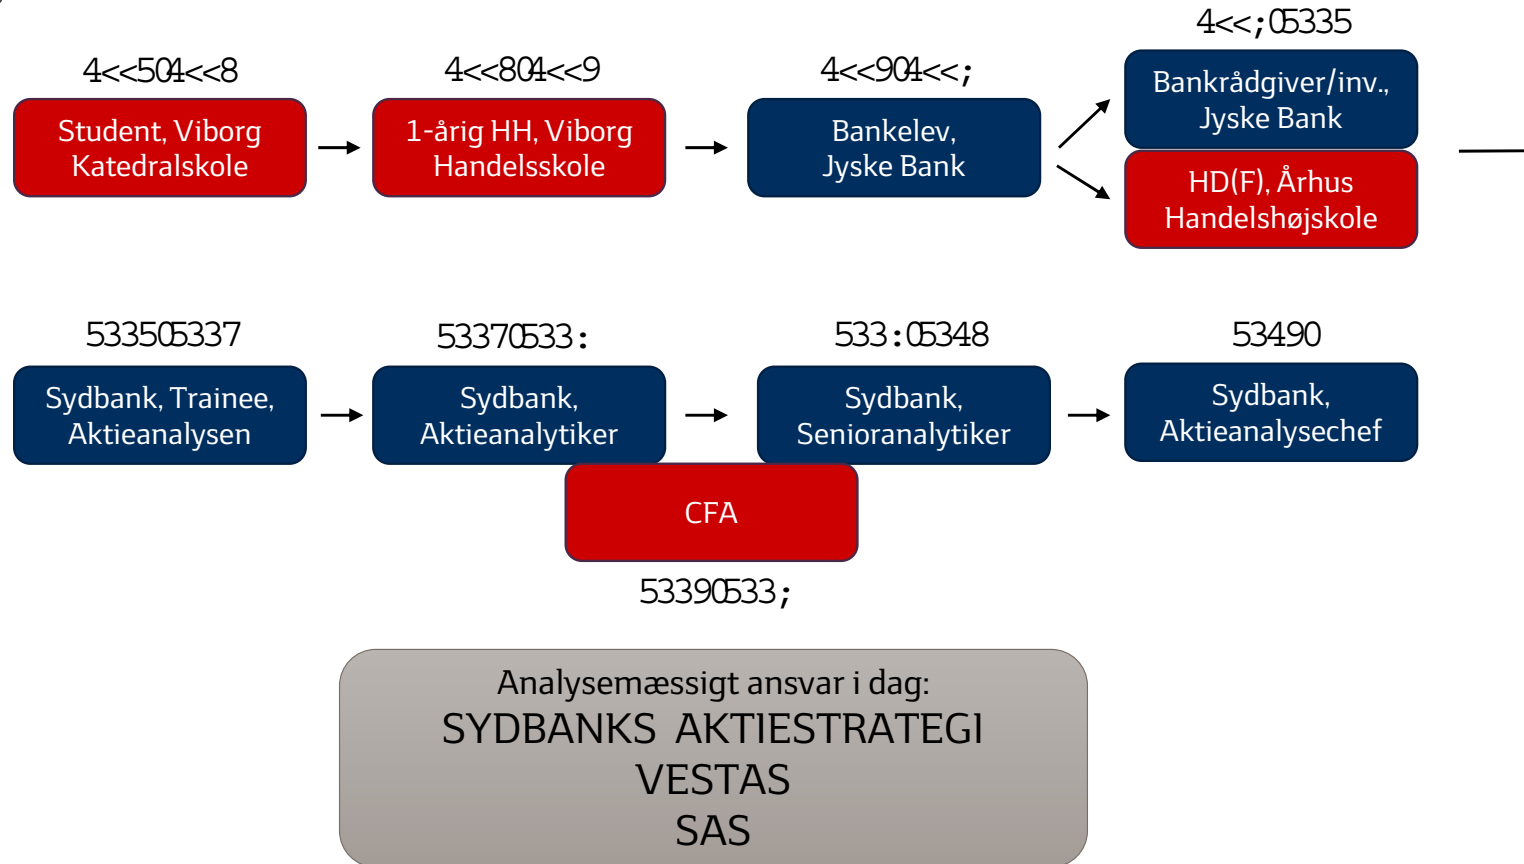 4<<;05335
4<<504<<8
4<<804<<9
4<<904<<;
Student, Viborg
Katedralskole
1-årig HH, Viborg
Handelsskole
Bankelev,
Jyske Bank
Bankrådgiver/inv.,
Jyske Bank
HD(F), Århus
Handelshøjskole
533505337
53370533:
533:05348
53490
Sydbank, Trainee,
Aktieanalysen
Sydbank,
Aktieanalytiker
Sydbank,
Senioranalytiker
Sydbank,
Aktieanalysechef
CFA
53390533;
Analysemæssigt ansvar i dag:
SYDBANKS AKTIESTRATEGI
VESTAS
SAS